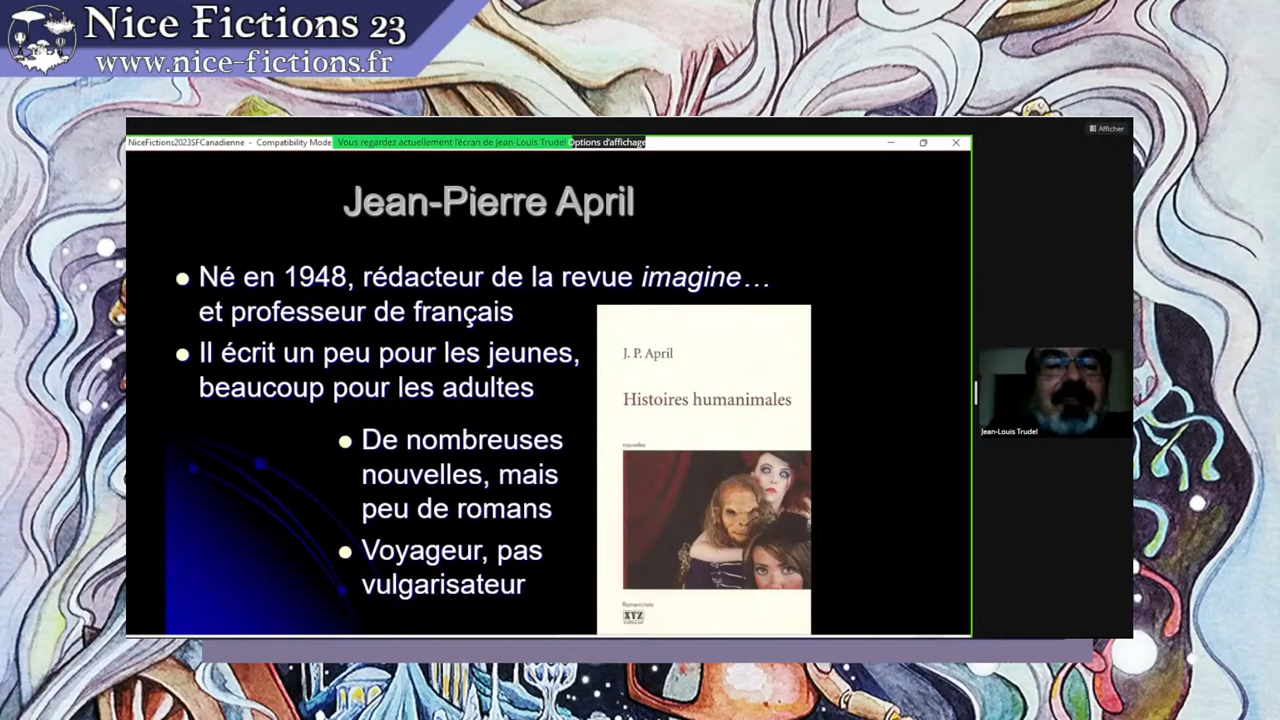 Nice Fictions 23
www.nice-fictions.fr
Afficher
NiceFictions2023SFCanadienne - Compatibility Mode
Vous regardez actuellement l'écran de Jean-Louis Trudel
Options d'affichage
Jean-Pierre April
• Né en 1948, rédacteur de la revue imagine…
et professeur de français
• Il écrit un peu pour les jeunes,
beaucoup pour les adultes
• De nombreuses
nouvelles, mais
peu de romans
• Voyageur, pas
vulgarisateur
J. P. April
Histoires humanimales
nouvelles
Romanichels
XYZ
Jean-Louis Trudel